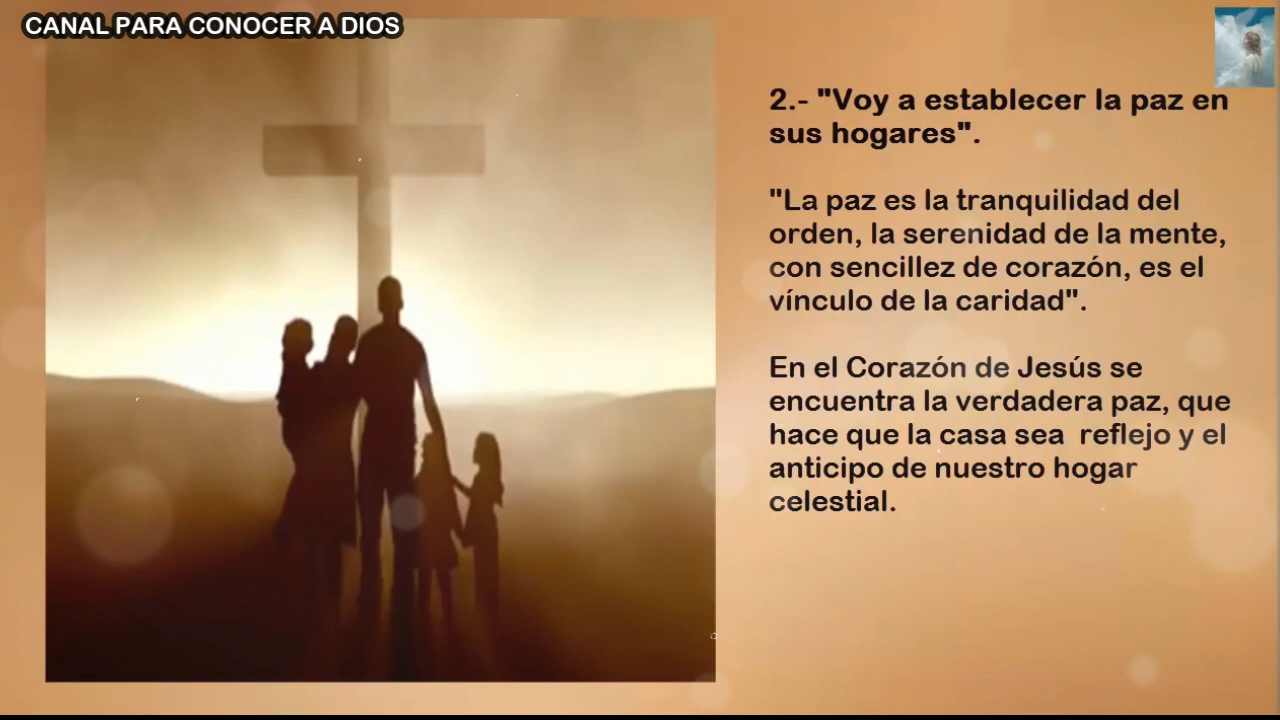 CANAL PARA CONOCER A DIOS
2.- "Voy a establecer la paz en
sus hogares".
"La paz es la tranquilidad del
orden, la serenidad de la mente,
con sencillez de corazón, es el
vínculo de la caridad".
En el Corazón de Jesús se
encuentra la verdadera paz, que
hace que la casa sea  reflejo y el
anticipo de nuestro hogar
celestial.